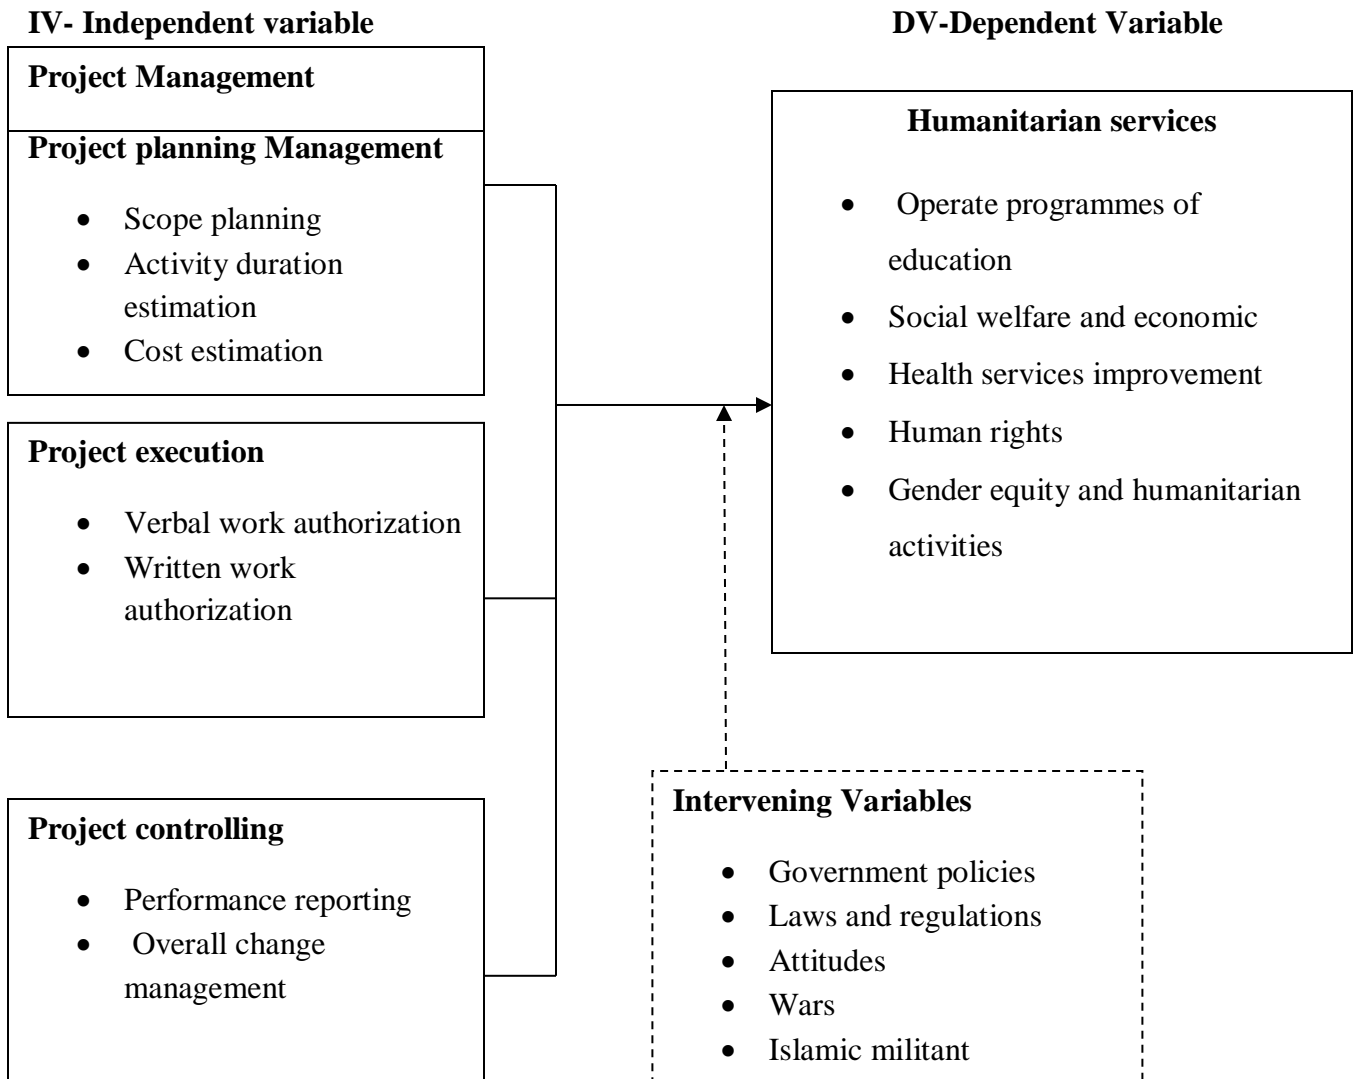 IV- Independent variable
Project Management
Project planning Management
• Scope planning
• Activity duration
estimation
• Cost estimation
Project execution
• Verbal work authorization
• Written work
authorization
Project controlling
• Performance reporting
• Overall change
management
DV-Dependent Variable
Humanitarian services
• Operate programmes of
education
• Social welfare and economic
• Health services improvement
• Human rights
• Gender equity and humanitarian
activities
Intervening Variables
• Government policies
• Laws and regulations
• Attitudes
• Wars
• Islamic militant